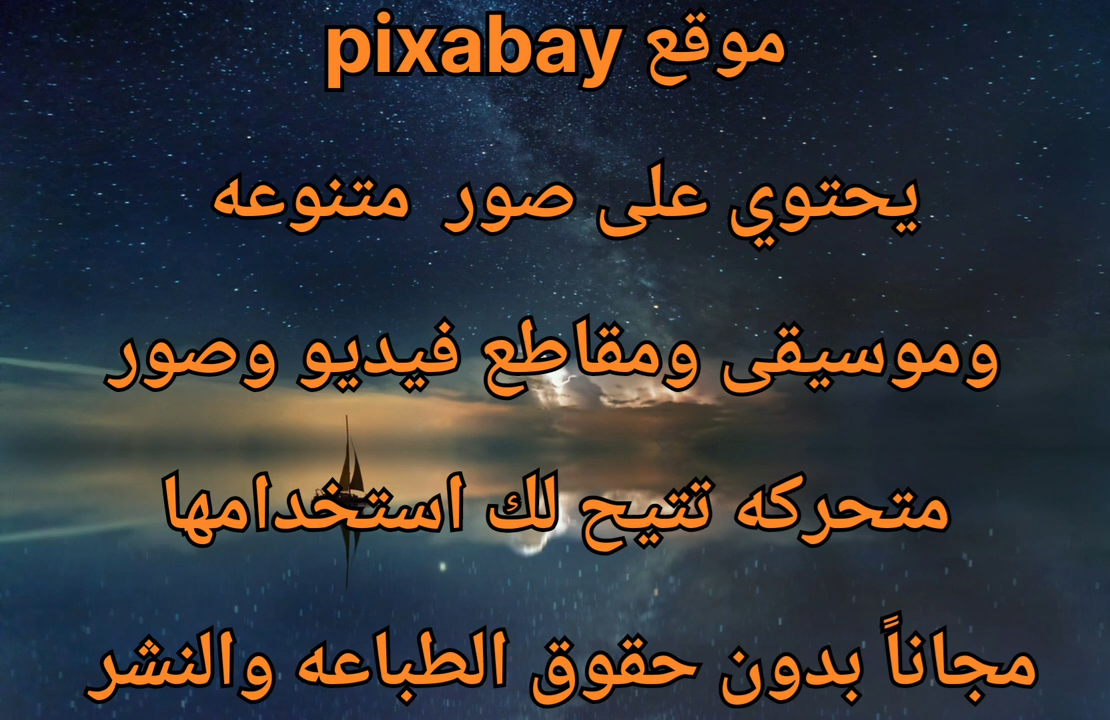 موقع pixabay
يحتوي على صور متنوعه
وموسيقى ومقاطع فيديو وصور
متحركه تتيح لك استخدامها
مجاناً بدون حقوق الطباعه والنشر